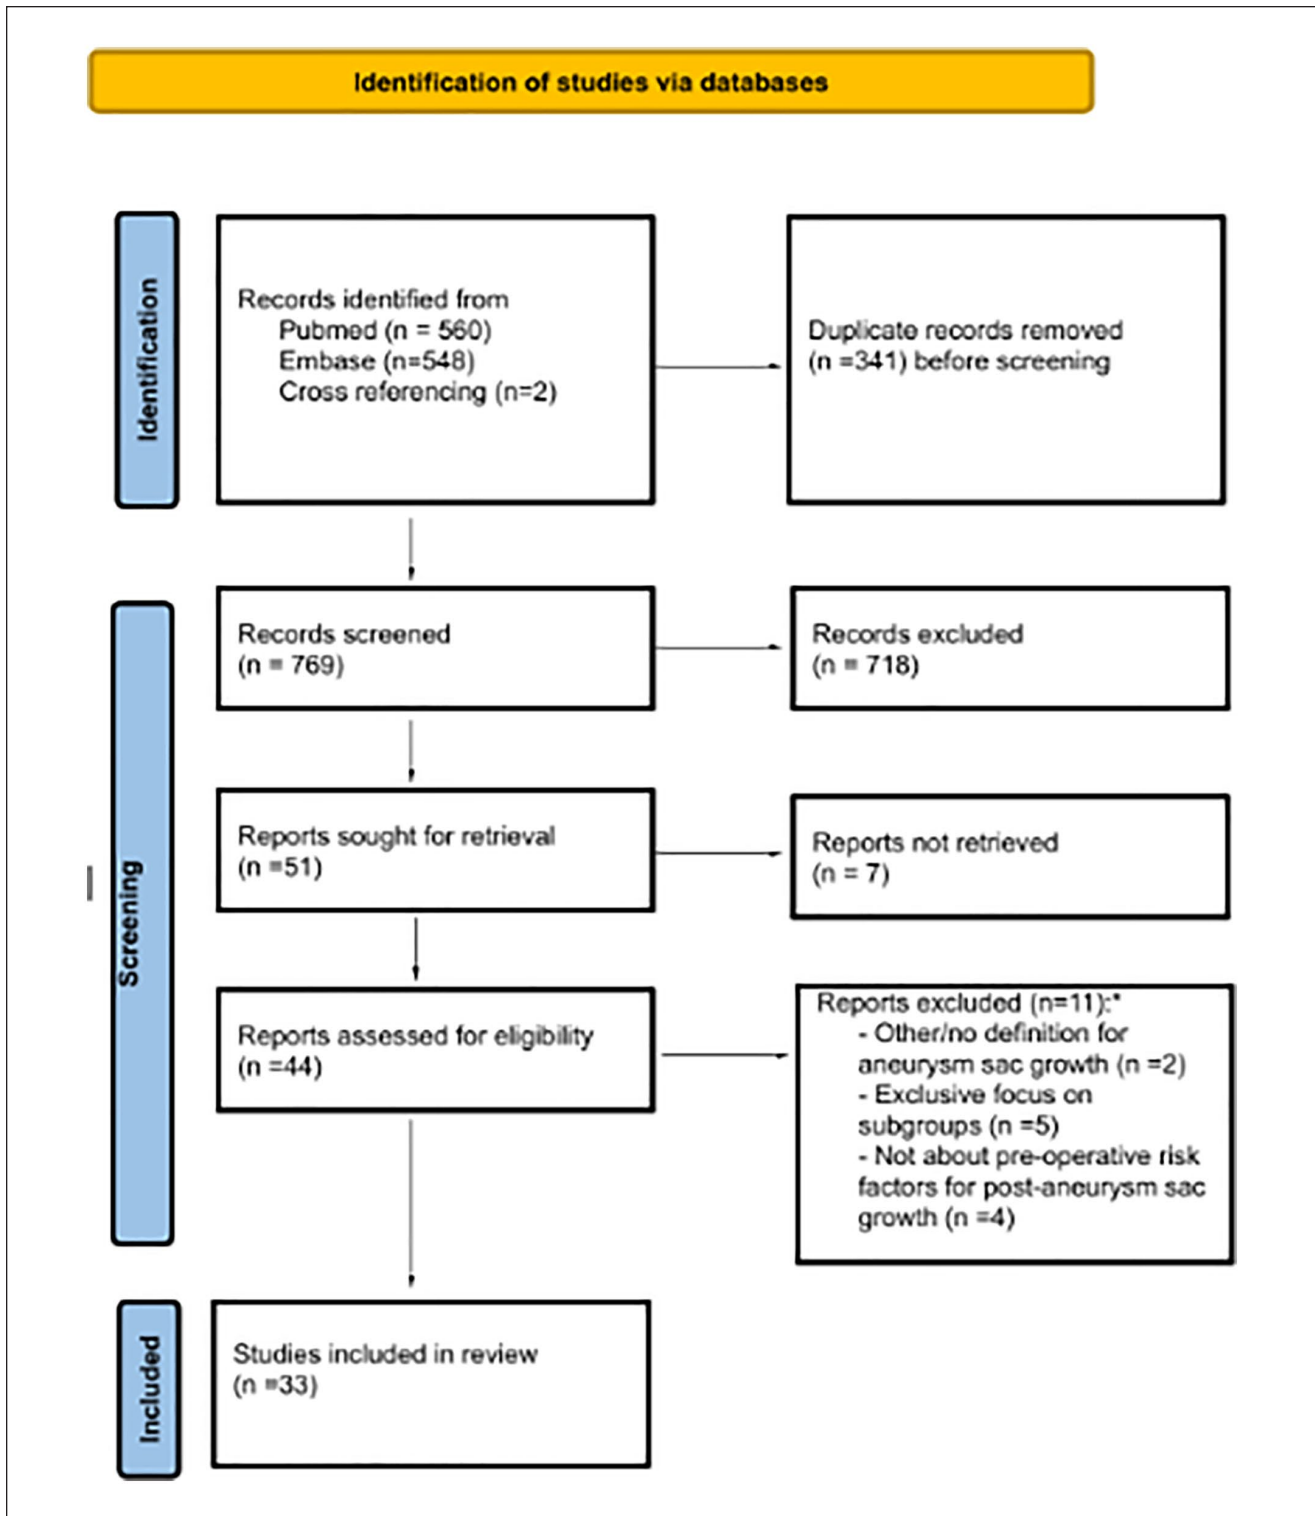 Identification of studies via databases
Identification
Records identified from
Pubmed (n = 560)
Embase (n=548)
Cross referencing (n=2)
Duplicate records removed
(n =341) before screening
Screening
Records screened
(n = 769)
Records excluded
(n = 718)
Reports sought for retrieval
(n =51)
Reports not retrieved
(n = 7)
Reports assessed for eligibility
(n =44)
Reports excluded (n=11):*
- Other/no definition for
aneurysm sac growth (n =2)
- Exclusive focus on
subgroups (n =5)
- Not about pre-operative risk
factors for post-aneurysm sac
growth (n =4)
Included
Studies included in review
(n =33)